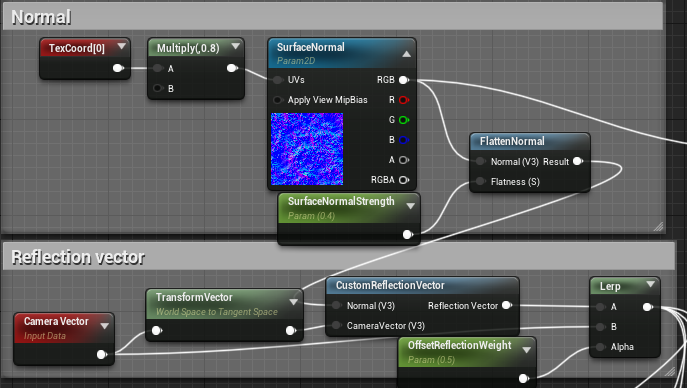 Normal
TexCoord[0]
Multiply(,0.8)
A
B
SurfaceNormal
Param2D
UVs
RGB
Apply View MipBias
R
G
B
A
RGBA
SurfaceNormalStrength
Param (0.4)
FlattenNormal
Normal (V3)
Result
Flatness (S)
Reflection vector
Camera Vector
Input Data
TransformVector
World Space to Tangent Space
CustomReflectionVector
Normal (V3)
Reflection Vector
CameraVector (V3)
OffsetReflectionWeight
Param (0.5)
Lerp
A
B
Alpha